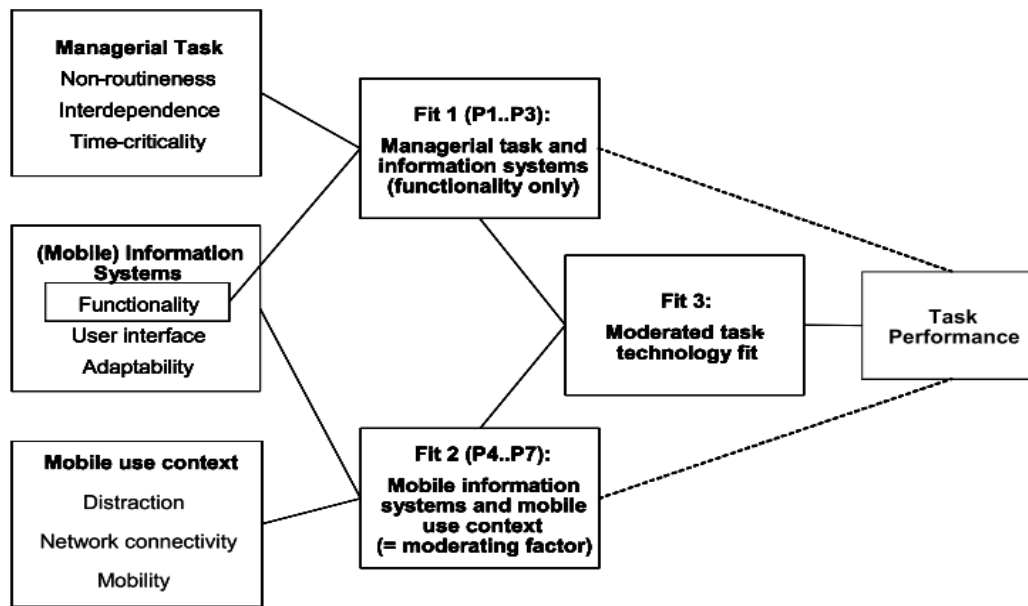 Managerial Task
Non-routineness
Interdependence
Time-criticality
(Mobile) Information
Systems
Functionality
User interface
Adaptability
Mobile use context
Distraction
Network connectivity
Mobility
Fit 1 (P1..P3):
Managerial task and
information systems
(functionality only)
Fit 2 (P4..P7):
Mobile information
systems and mobile
use context
(= moderating factor)
Fit 3:
Moderated task-
technology fit
Task
Performance